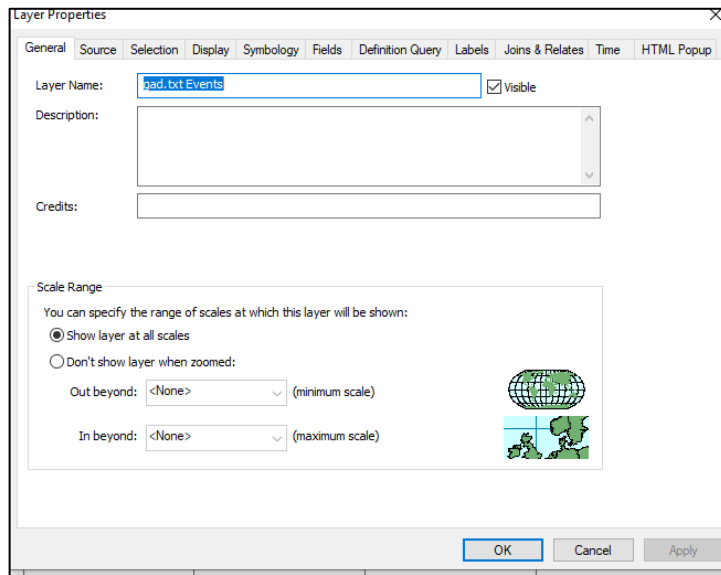 Layer Properties
General Source Selection Display Symbology Fields Definition Query Labels Joins & Relates Time HTML Popup
Layer Name: gad.txt Events Visible
Description:
Credits:
Scale Range
You can specify the range of scales at which this layer will be shown:
Show layer at all scales
Don't show layer when zoomed:
Out beyond: <None> (minimum scale)
In beyond: <None> (maximum scale)
OK Cancel Apply